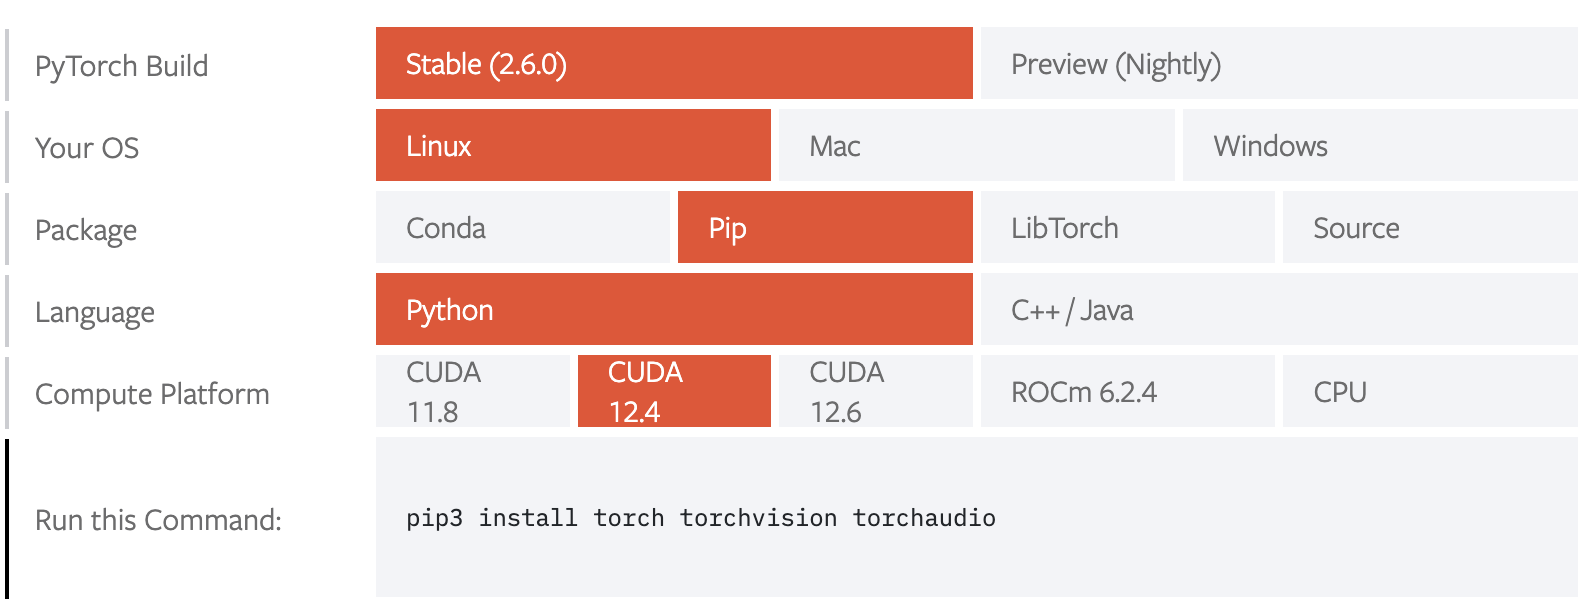 PyTorch Build
Stable (2.6.0)
Preview (Nightly)
Your OS
Linux
Mac
Windows
Package
Conda
Pip
LibTorch
Source
Language
Python
C++ / Java
Compute Platform
CUDA
11.8
CUDA
12.4
CUDA
12.6
ROCm 6.2.4
CPU
Run this Command:
pip3 install torch torchvision torchaudio